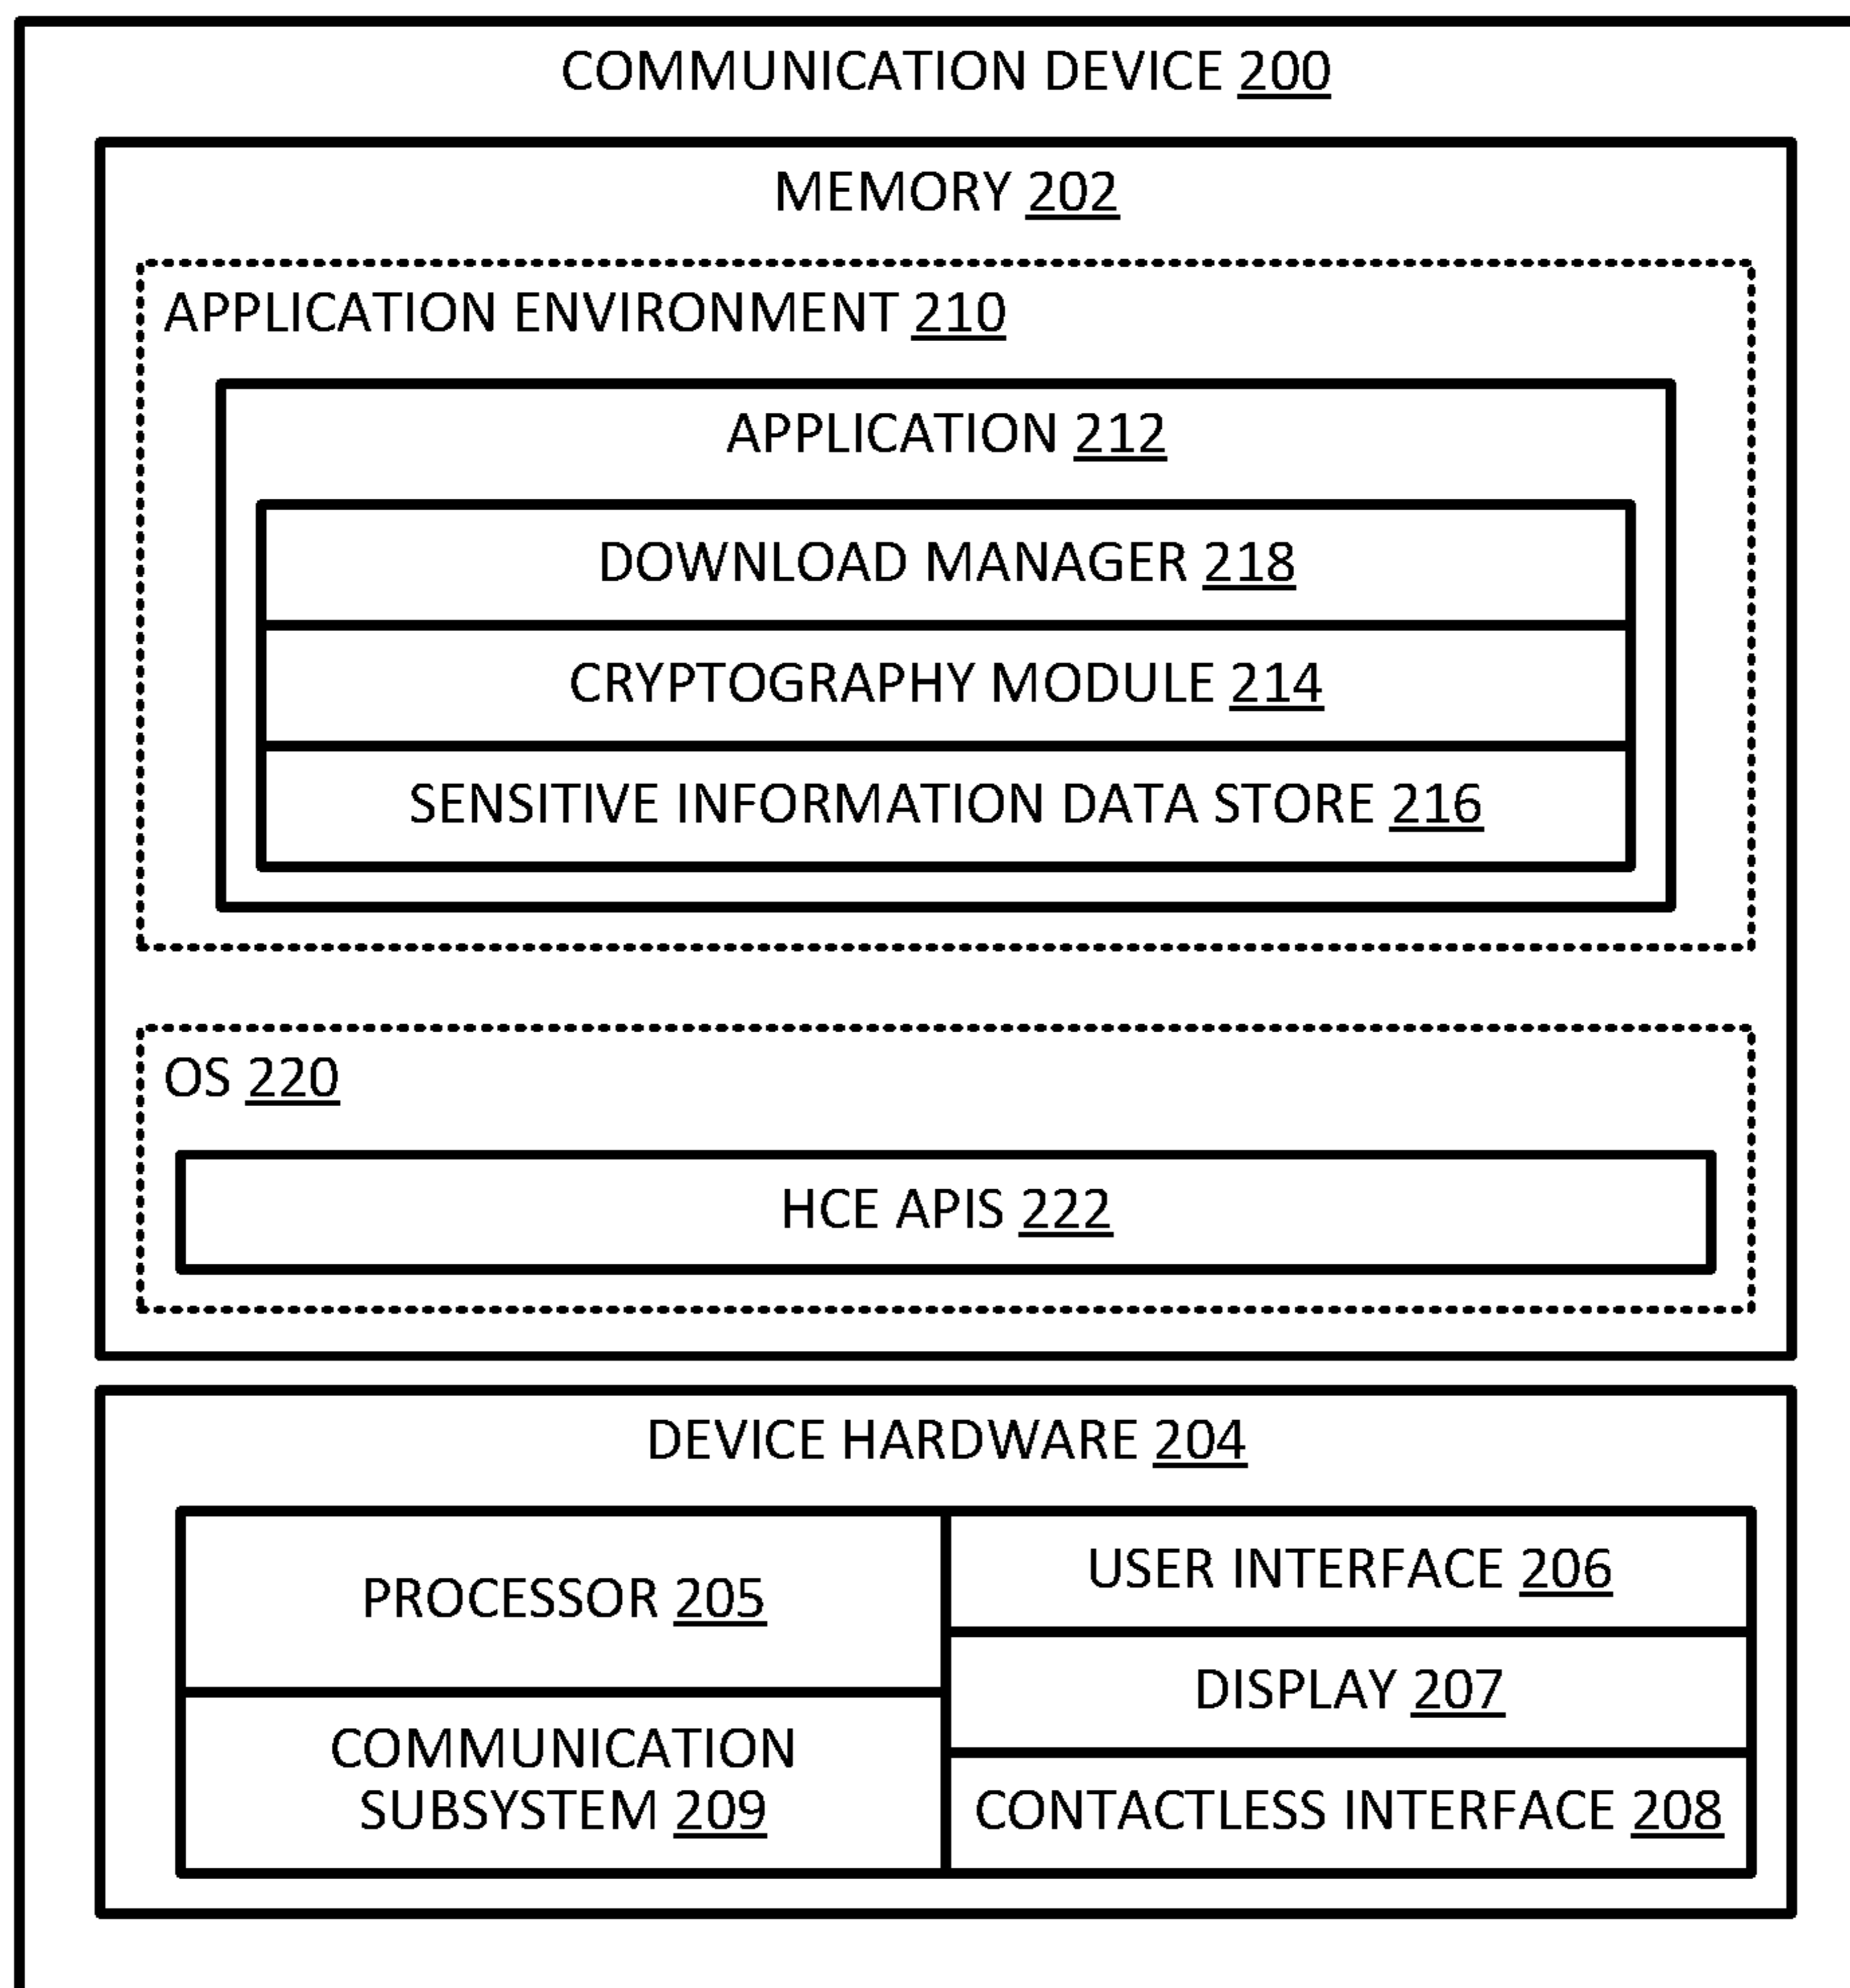 COMMUNICATION DEVICE 200
MEMORY 202
APPLICATION ENVIRONMENT 210
APPLICATION 212
DOWNLOAD MANAGER 218
CRYPTOGRAPHY MODULE 214
SENSITIVE INFORMATION DATA STORE 216
OS 220
HCE APIS 222
DEVICE HARDWARE 204
PROCESSOR 205
COMMUNICATION
SUBSYSTEM 209
USER INTERFACE 206
DISPLAY 207
CONTACTLESS INTERFACE 208